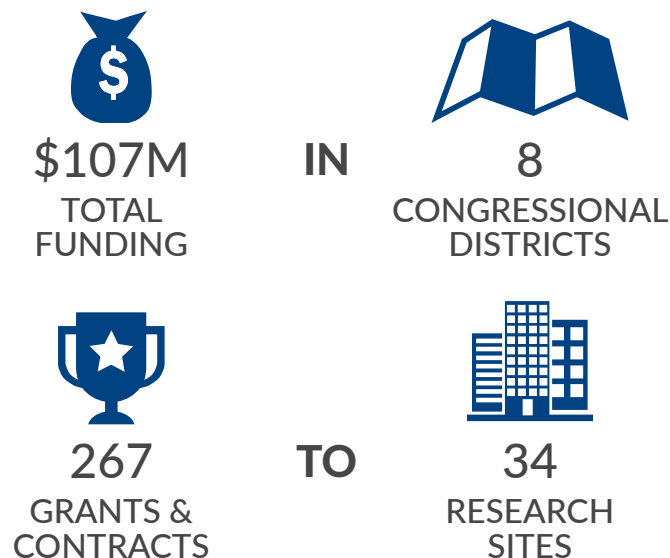 $
$107M IN 8
TOTAL CONGRESSIONAL
FUNDING DISTRICTS
267 TO 34
GRANTS & RESEARCH
CONTRACTS SITES